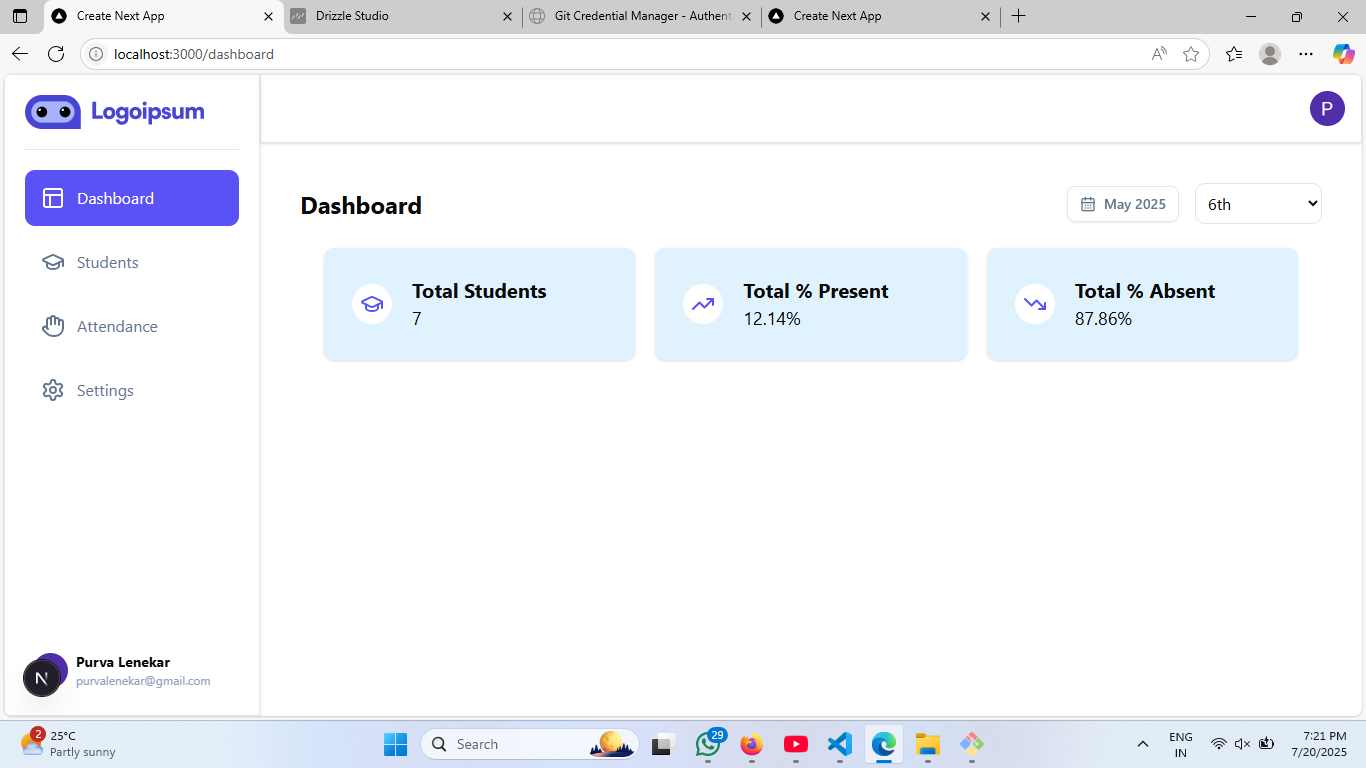 Create Next App
Drizzle Studio
Git Credential Manager - Authent
Create Next App
localhost:3000/dashboard
Logoipsum
P
Dashboard
Students
Attendance
Settings
Dashboard
May 2025
6th
Total Students
7
Total % Present
12.14%
Total % Absent
87.86%
N
Purva Lenekar
purvalenekar@gmail.com
2
25°C
Partly sunny
Search
29
ENG
IN
7:21 PM
7/20/2025